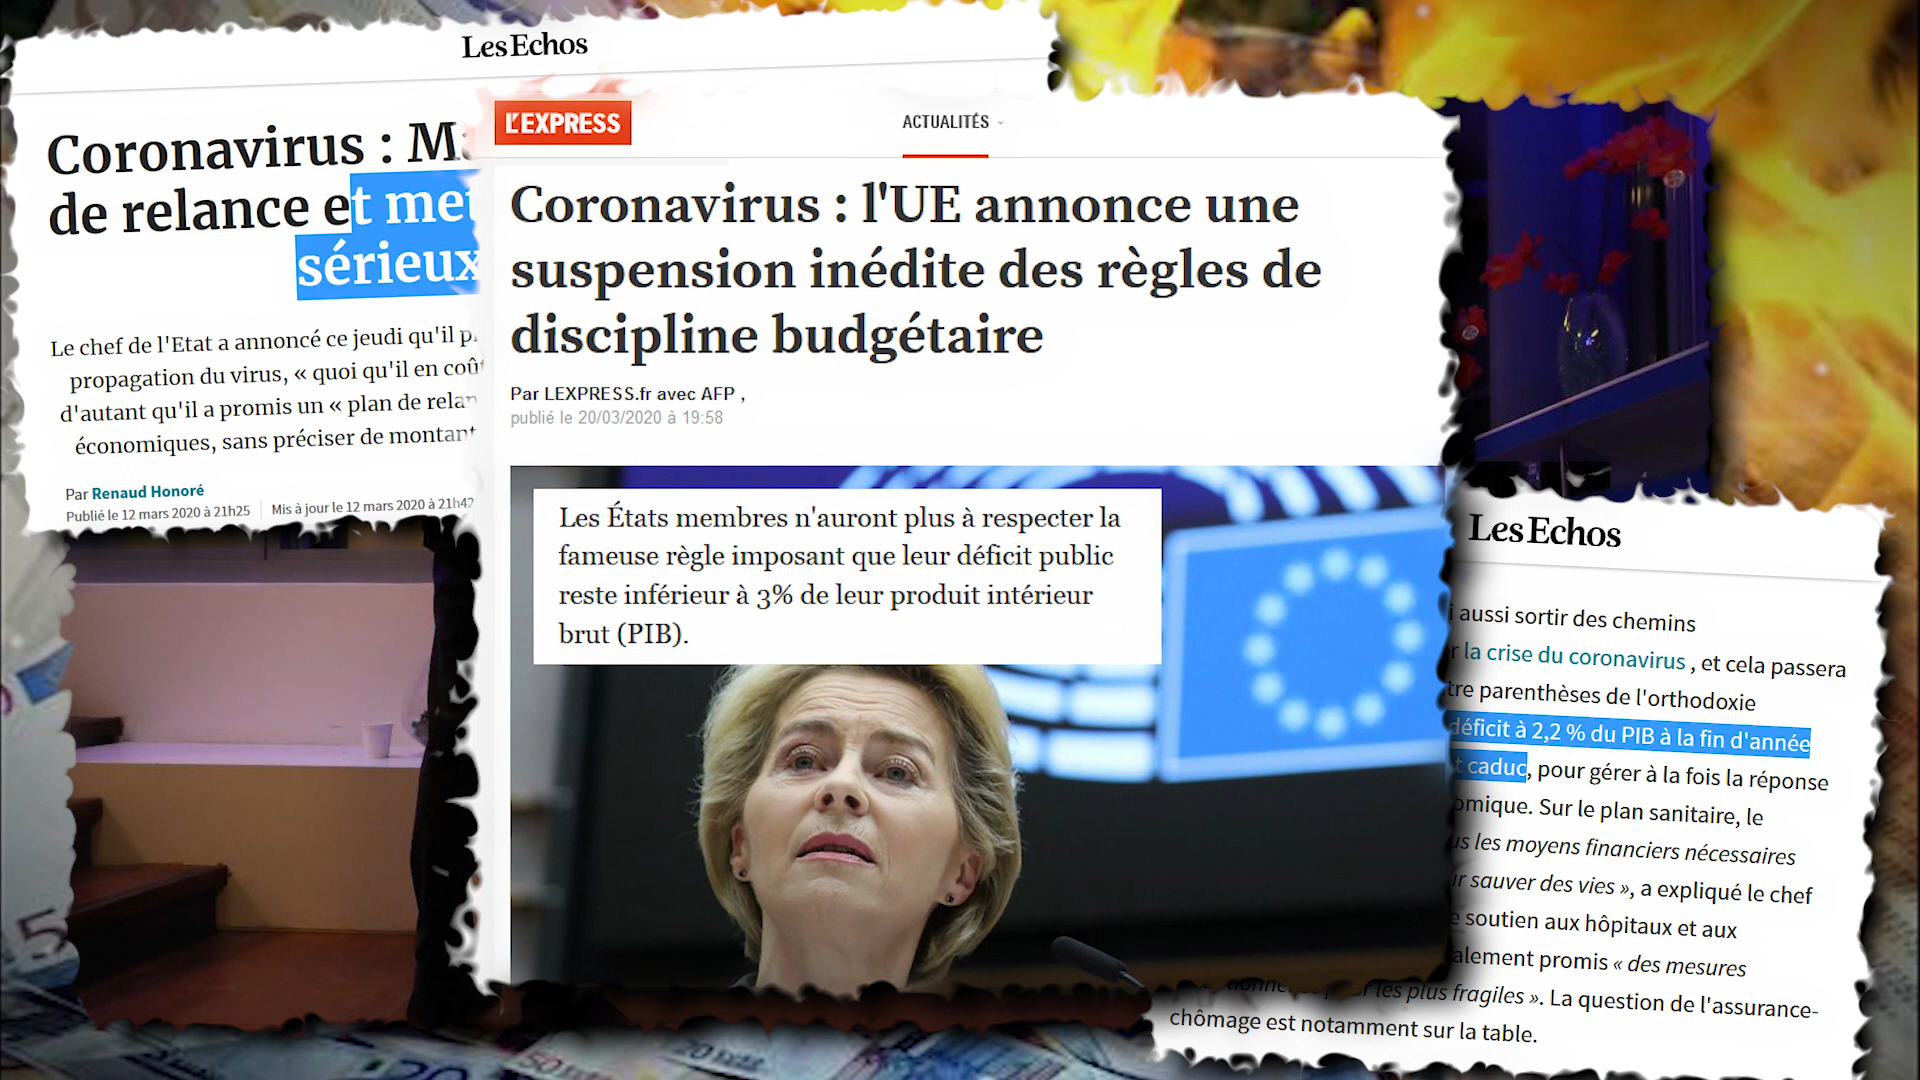 Les Echos
Coronavirus :
de relance et met
sérieux
Le chef de l'Etat a annoncé ce jeudi qu'il
propagation du virus, « quoi qu'il en
d'autant qu'il a promis un « plan de
économiques, sans préciser de montant
Par Renaud Honoré
Publié le 12 mars 2020 à 21h25 Mis à jour le 12 mars 2020 à 21h42
L'EXPRESS
ACTUALITÉS
Coronavirus : l'UE annonce une
suspension inédite des règles de
discipline budgétaire
Par LEXPRESS.fr avec AFP ,
publié le 20/03/2020 à 19:58
Les États membres n'auront plus à respecter la
fameuse règle imposant que leur déficit public
reste inférieur à 3% de leur produit intérieur
brut (PIB).
Les Echos
aussi sortir des chemins
la crise du coronavirus , et cela passera
parenthèses de l'orthodoxie
déficit à 2,2 % du PIB à la fin d'année
caduc, pour gérer à la fois la réponse
Sur le plan sanitaire, le
les moyens financiers nécessaires
sauver des vies », a expliqué le chef
soutien aux hôpitaux et aux
promis « des mesures
les plus fragiles ». La question de l'assurance-
chômage est notamment sur la table.
5
50
20